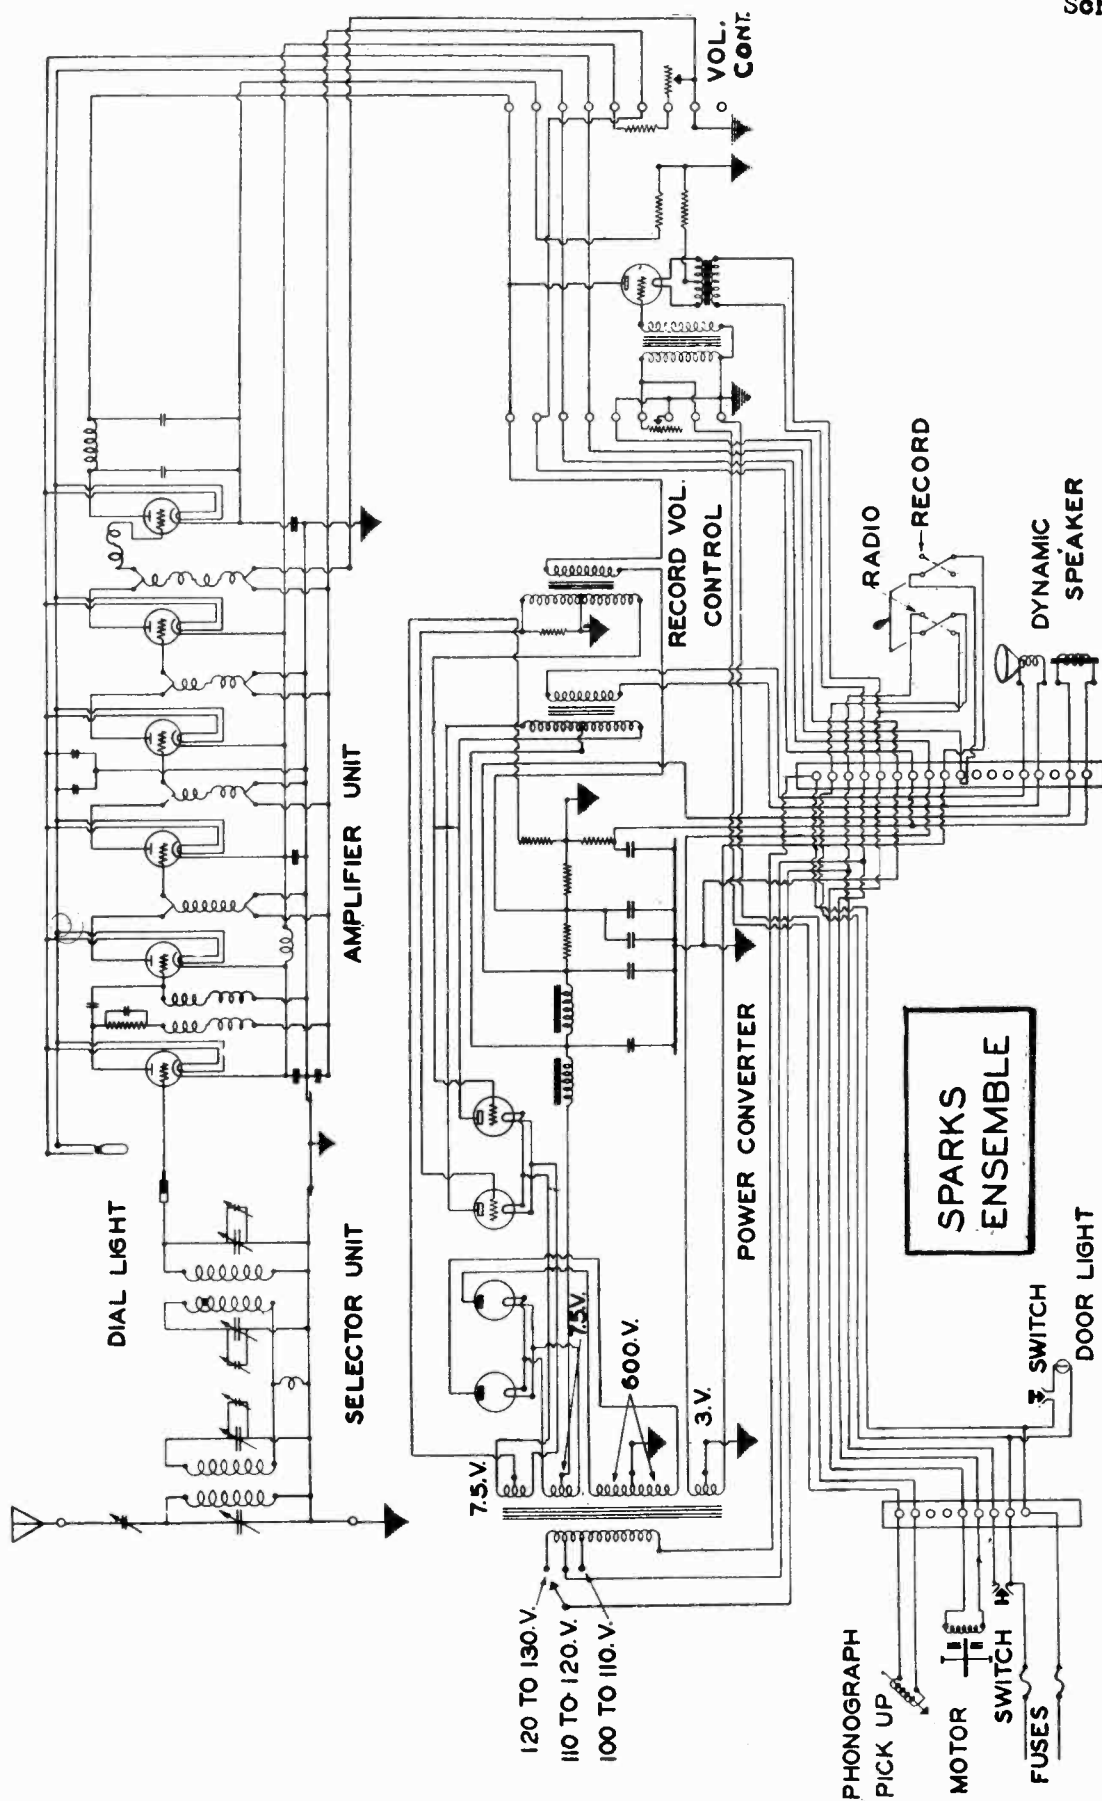 Sch
DIAL LIGHT
SELECTOR UNIT
AMPLIFIER UNIT
VOL.
CONT.
7.5.V.
7.5.V.
600.V.
3.V.
120 TO 130.V.
110 TO 120.V.
100 TO 110.V.
POWER CONVERTER
RECORD VOL.
CONTROL
RADIO
RECORD
DYNAMIC
SPEAKER
SPARKS
ENSEMBLE
PHONOGRAPH
PICK UP
MOTOR
SWITCH
FUSES
SWITCH
DOOR LIGHT